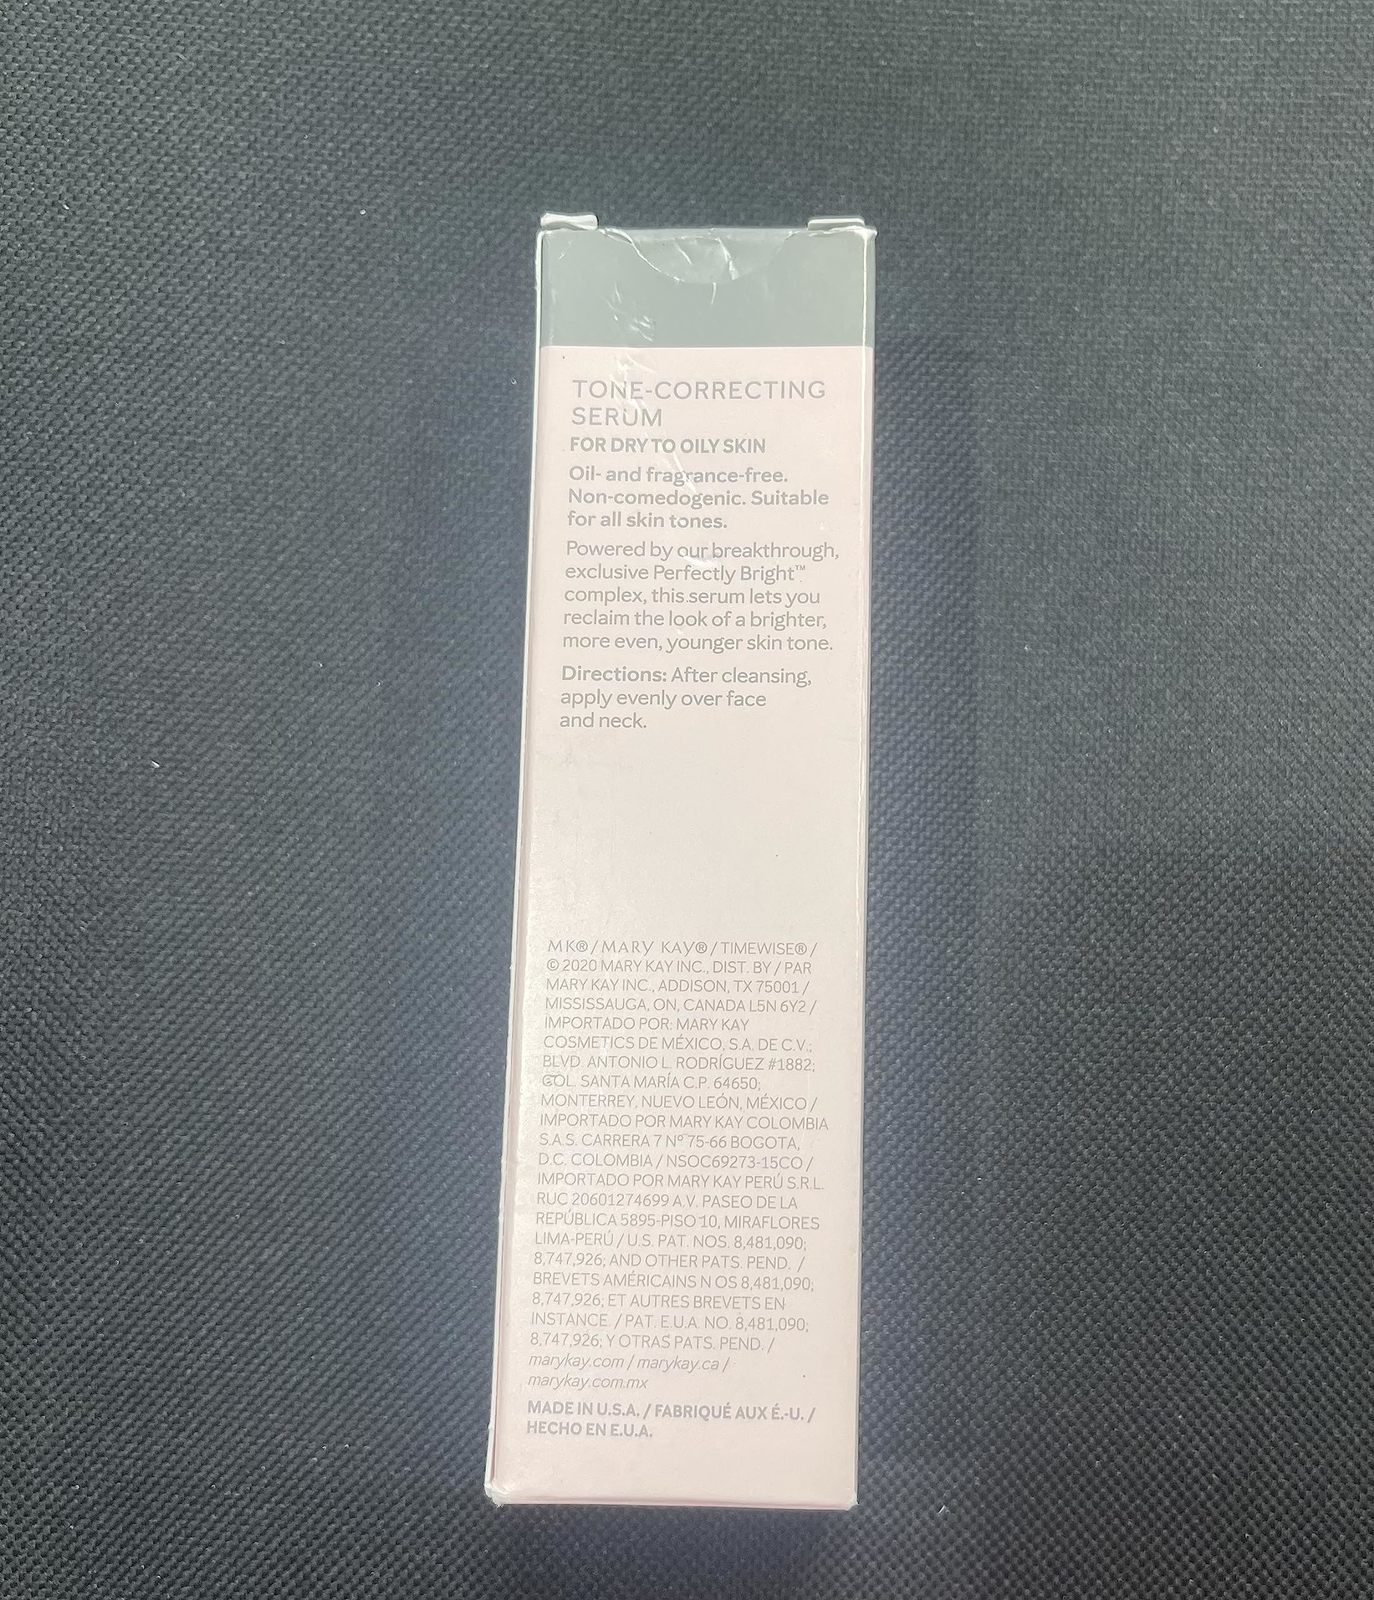 TONE-CORRECTING
SERUM
FOR DRY TO OILY SKIN
Oil- and fragrance-free.
Non-comedogenic. Suitable
for all skin tones.
Powered by our breakthrough,
exclusive Perfectly Bright™
complex, this serum lets you
reclaim the look of a brighter,
more even, younger skin tone.
Directions: After cleansing,
apply evenly over face
and neck.
MK® / MARY KAY® / TIMEWISE® /
© 2020 MARY KAY INC., DIST. BY / PAR
MARY KAY INC., ADDISON, TX 75001 /
MISSISSAUGA, ON, CANADA L5N 6Y2 /
IMPORTADO POR: MARY KAY
COSMETICS DE MÉXICO, S.A. DE C.V.;
BLVD. ANTONIO L. RODRÍGUEZ #1882;
COL. SANTA MARÍA C.P. 64650;
MONTERREY, NUEVO LEÓN, MÉXICO /
IMPORTADO POR MARY KAY COLOMBIA
S.A.S. CARRERA 7 Nº 75-66 BOGOTA,
D.C. COLOMBIA / NSOC69273-15CO /
IMPORTADO POR MARY KAY PERÚ S.R.L.
RUC 20601274699 A.V. PASEO DE LA
REPÚBLICA 5895-PISO 10, MIRAFLORES
LIMA-PERÚ / U.S. PAT. NOS. 8,481,090;
8,747,926; AND OTHER PATS. PEND. /
BREVETS AMÉRICAINS N OS 8,481,090;
8,747,926; ET AUTRES BREVETS EN
INSTANCE. / PAT. E.U.A. NO. 8,481,090;
8,747,926; Y OTRAS PATS. PEND. /
marykay.com / marykay.ca /
marykay.com.mx
MADE IN U.S.A. / FABRIQUÉ AUX É.-U. /
HECHO EN E.U.A.